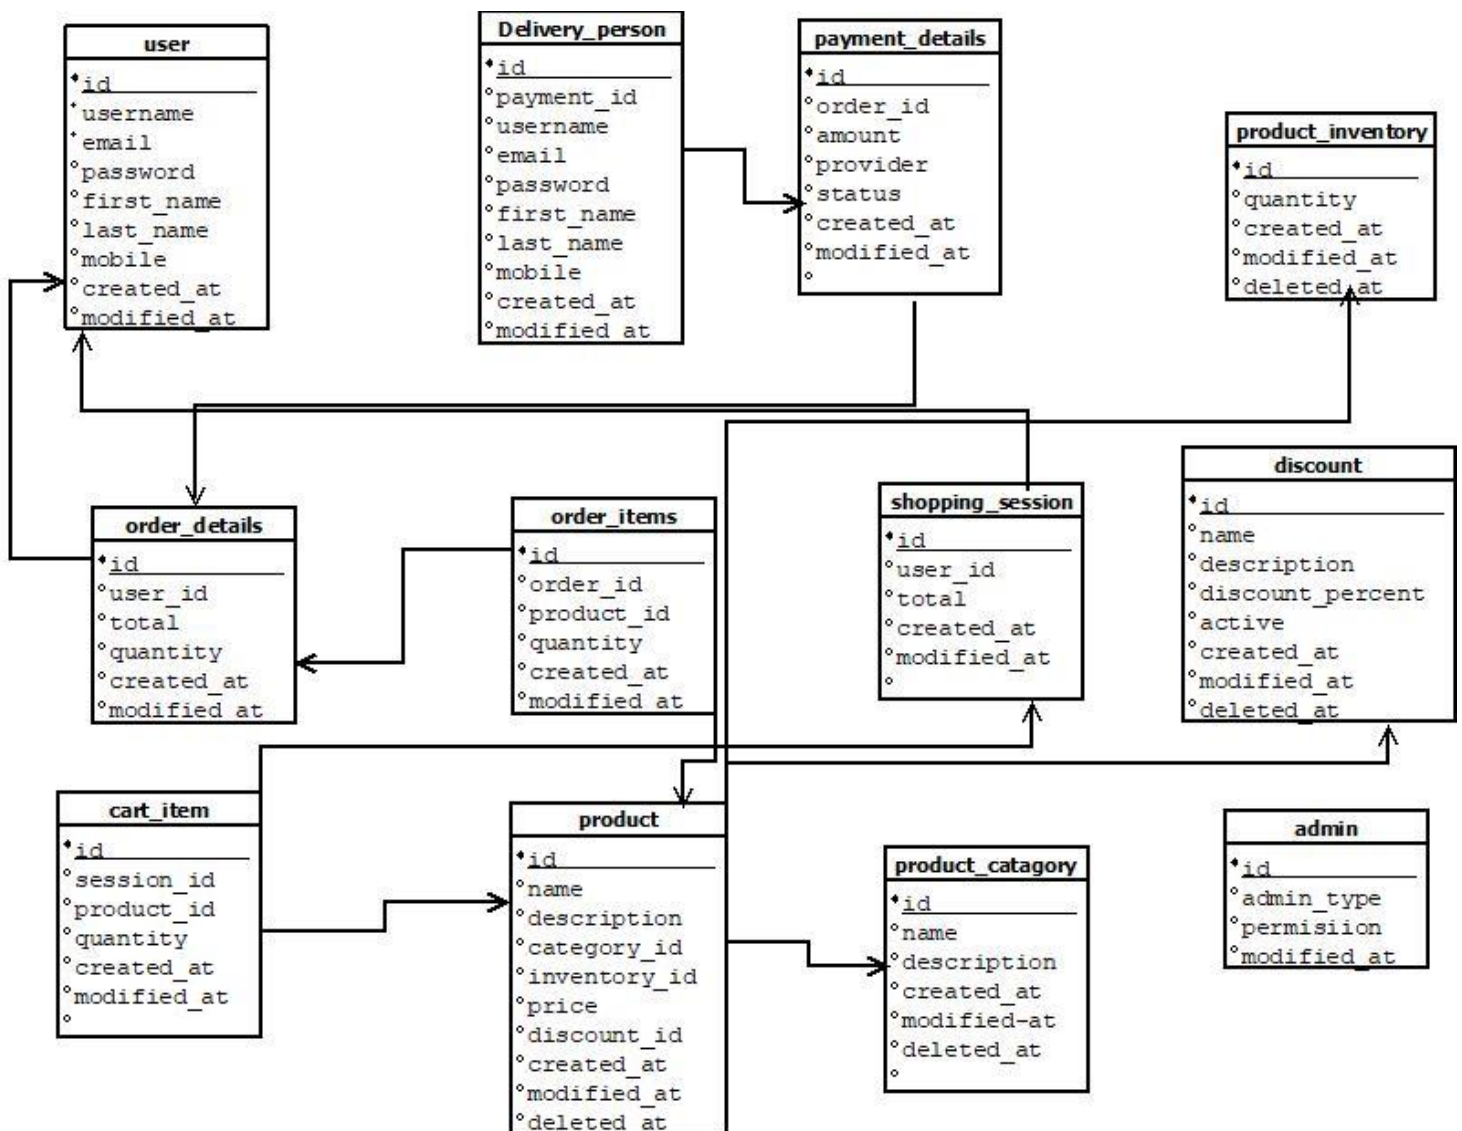 user
id
username
email
password
first_name
last_name
mobile
created_at
modified_at
Delivery_person
id
payment_id
username
email
password
first_name
last_name
mobile
created_at
modified_at
payment_details
id
order_id
amount
provider
status
created_at
modified_at
product_inventory
id
quantity
created_at
modified_at
deleted_at
order_details
id
user_id
total
quantity
created_at
modified_at
order_items
id
order_id
product_id
quantity
created_at
modified_at
shopping_session
id
user_id
total
created_at
modified_at
discount
id
name
description
discount_percent
active
created_at
modified_at
deleted_at
cart_item
id
session_id
product_id
quantity
created_at
modified_at
product
id
name
description
category_id
inventory_id
price
discount_id
created_at
modified_at
deleted_at
product_catagory
id
name
description
created_at
modified-at
deleted_at
admin
id
admin_type
permisiion
modified_at